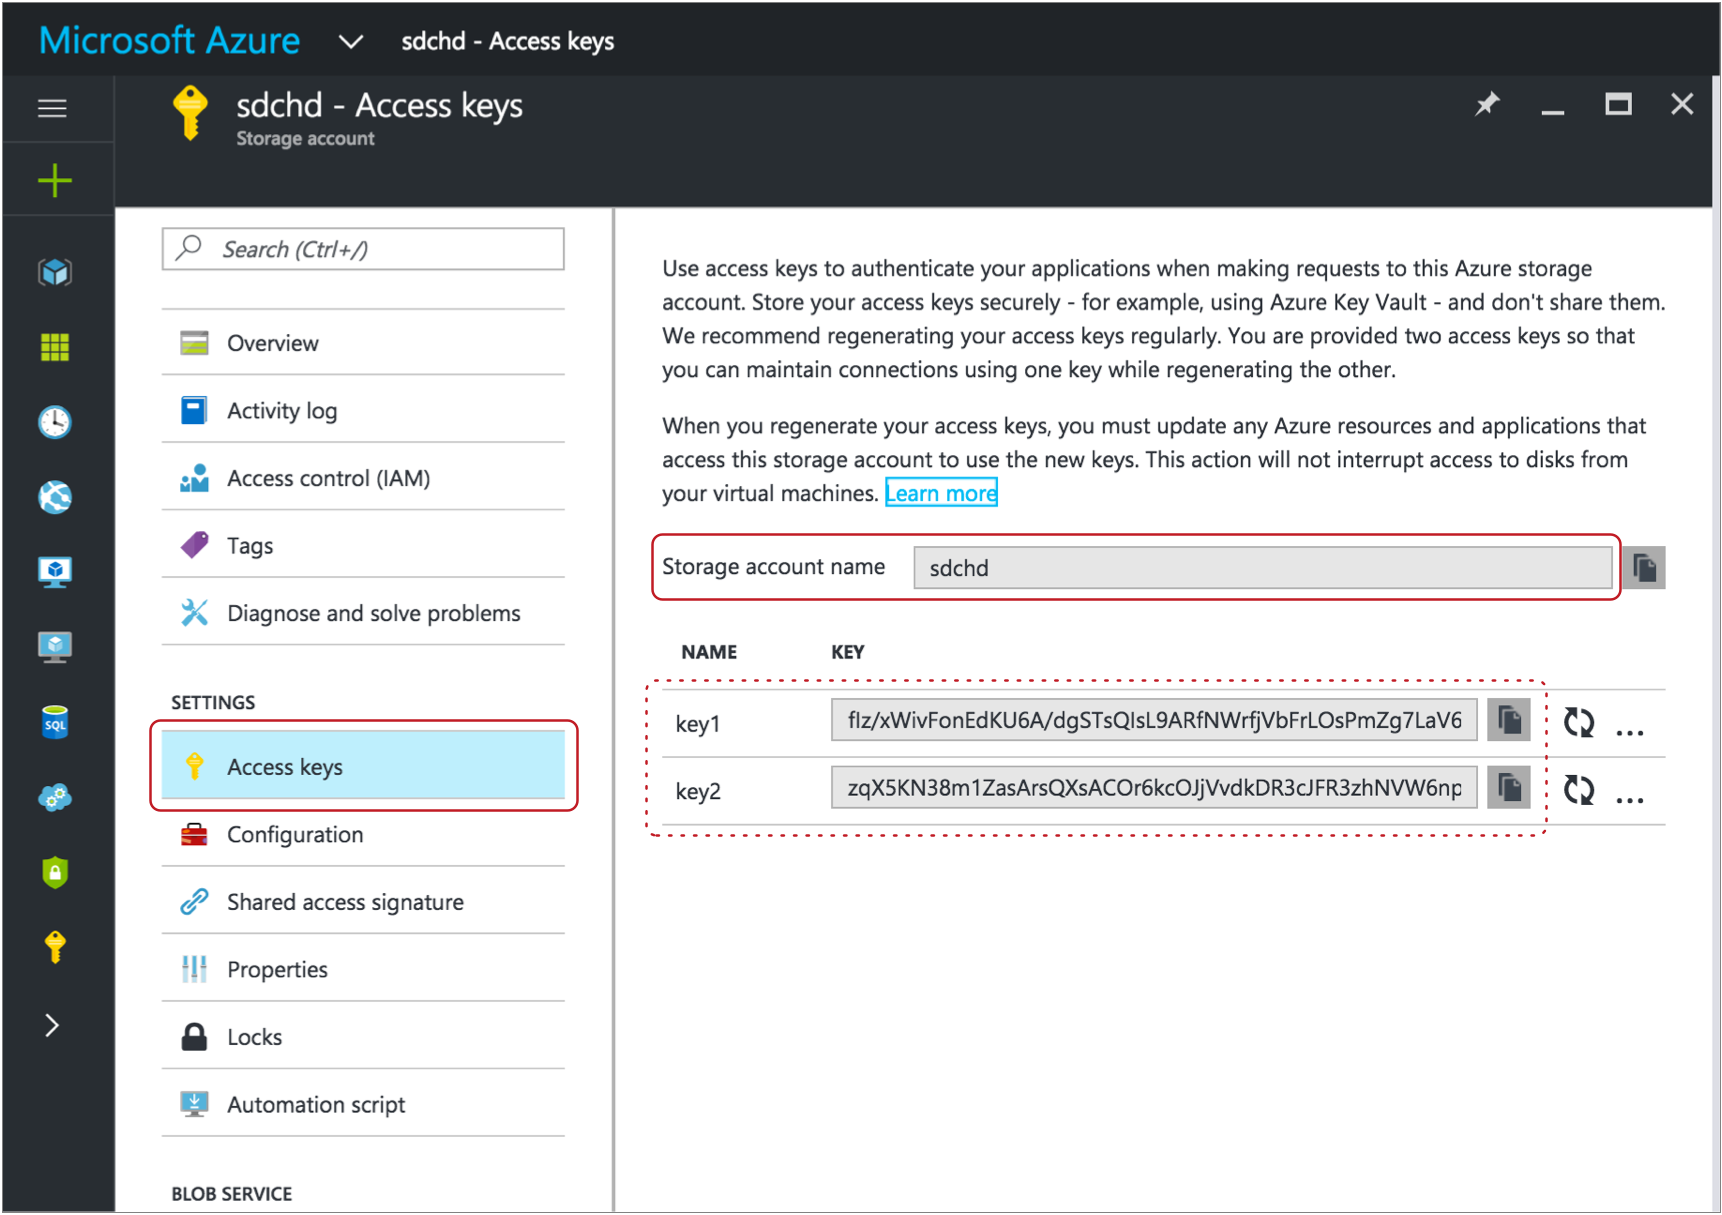 Microsoft Azure
sdchd - Access keys
sdchd - Access keys
Storage account
Search (Ctrl+/)
Overview
Activity log
Access control (IAM)
Tags
Diagnose and solve problems
SETTINGS
Access keys
Configuration
Shared access signature
Properties
Locks
Automation script
BLOB SERVICE
SQL
Use access keys to authenticate your applications when making requests to this Azure storage
account. Store your access keys securely - for example, using Azure Key Vault - and don't share them.
We recommend regenerating your access keys regularly. You are provided two access keys so that
you can maintain connections using one key while regenerating the other.
When you regenerate your access keys, you must update any Azure resources and applications that
access this storage account to use the new keys. This action will not interrupt access to disks from
your virtual machines. Learn more
Storage account name sdchd
NAME KEY
key1 fIz/xWivFonEdKU6A/dgSTsQIsL9ARfNWrfjVbFrLOsPmZg7LaV6 ...
key2 zqX5KN38m1ZasArsQXsACOr6kcOJjVvdkDR3cJFR3zhNVW6np ...